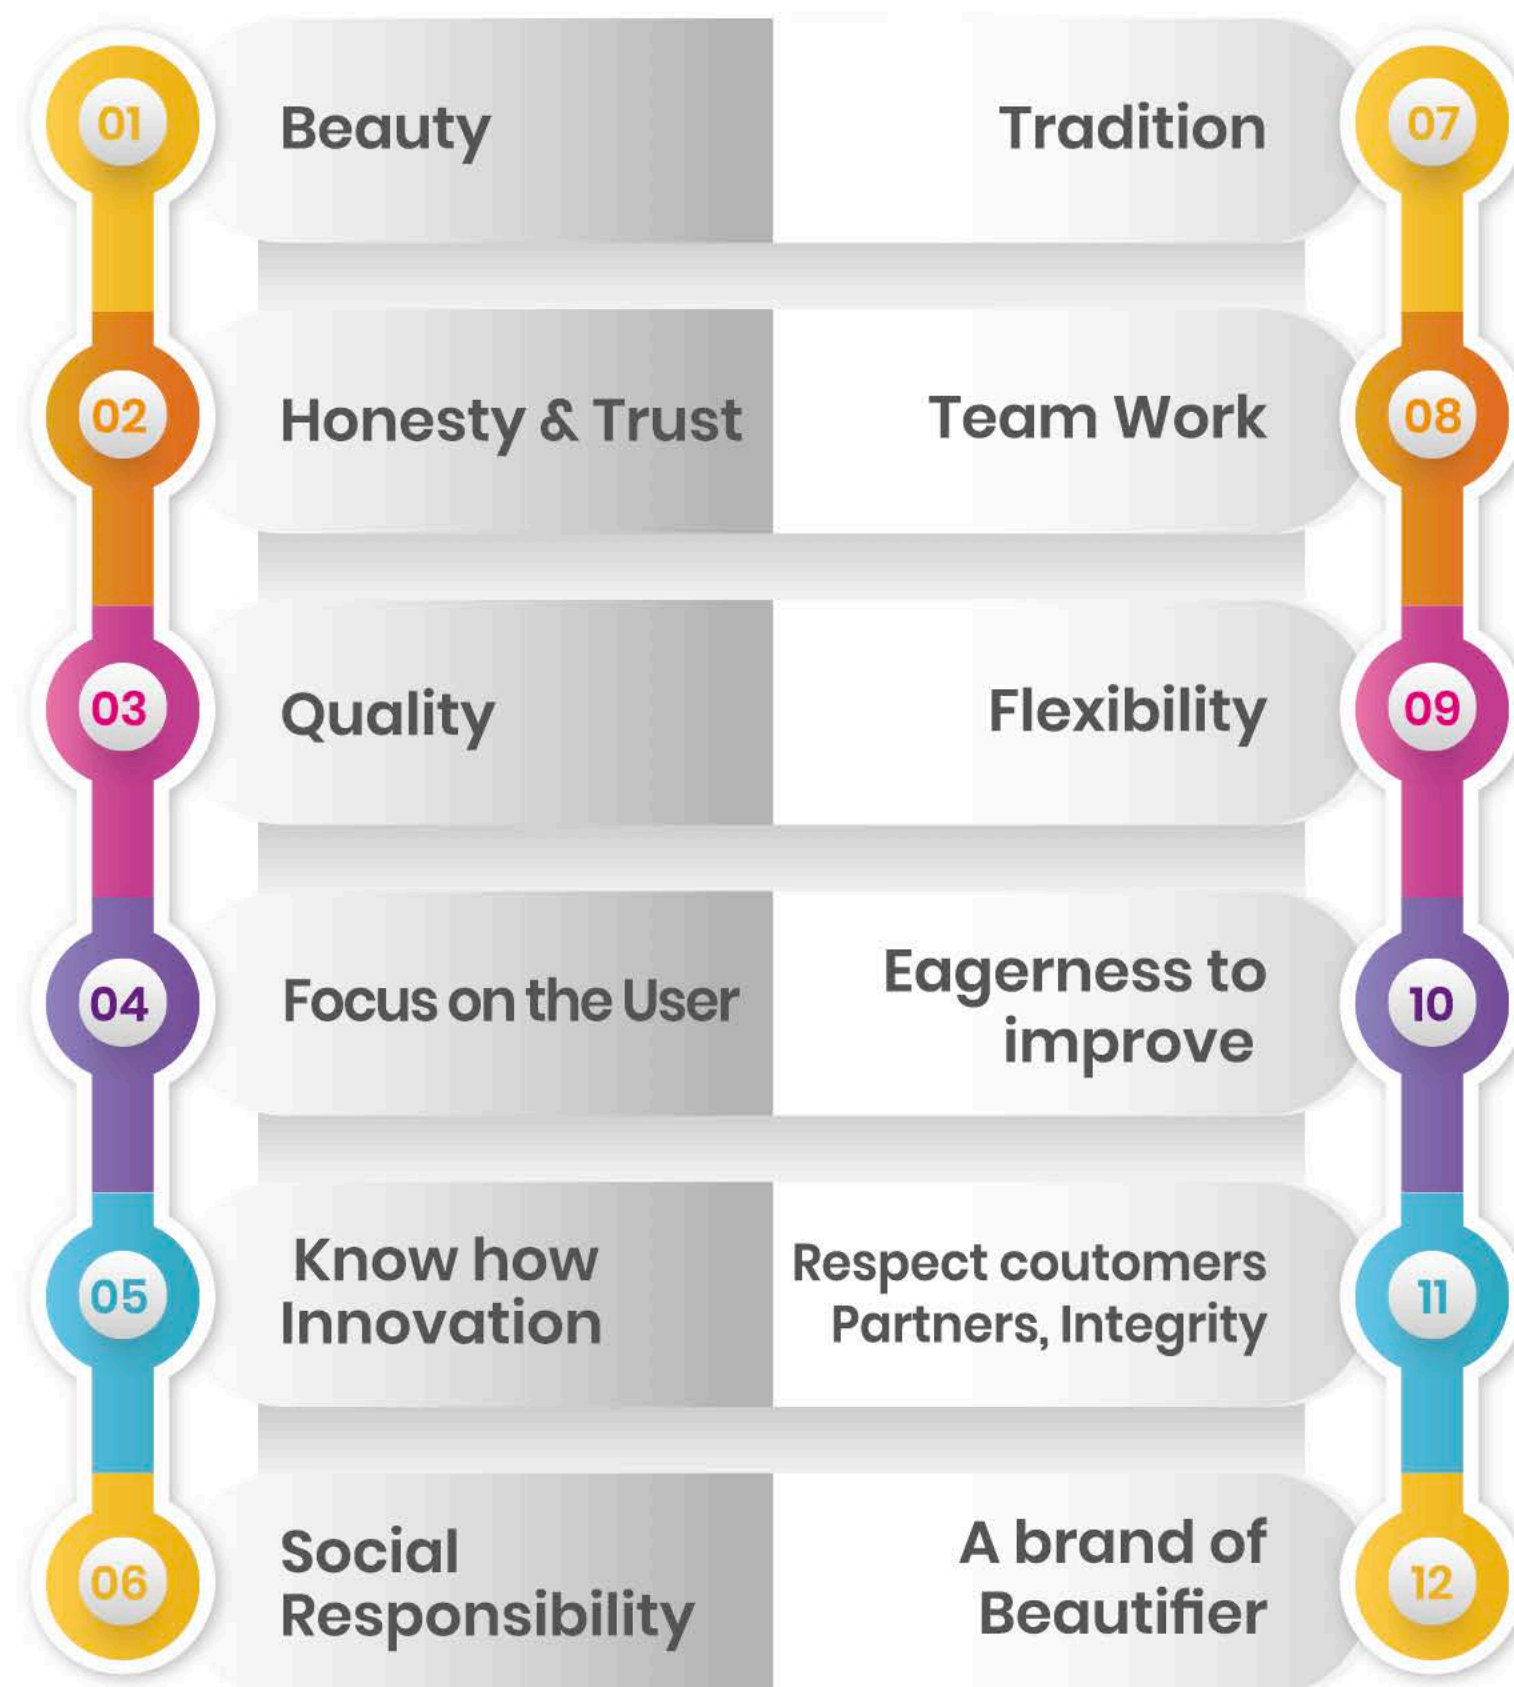 01
Beauty
02
Honesty & Trust
03
Quality
04
Focus on the User
05
Know how
Innovation
06
Social
Responsibility
07
Tradition
08
Team Work
09
Flexibility
10
Eagerness to
improve
11
Respect coutomers
Partners, Integrity
12
A brand of
Beautifier